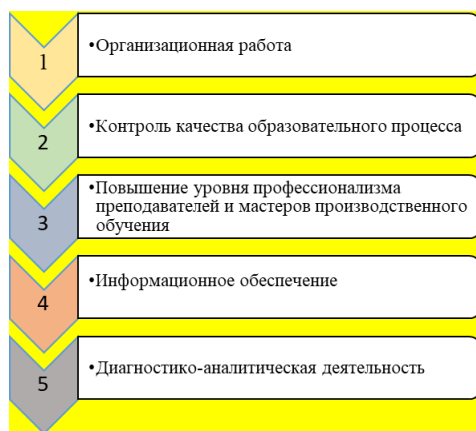 1
•Организационная работа
2
•Контроль качества образовательного процесса
3
•Повышение уровня профессионализма
преподавателей и мастеров производственного
обучения
4
•Информационное обеспечение
5
•Диагностико-аналитическая деятельность